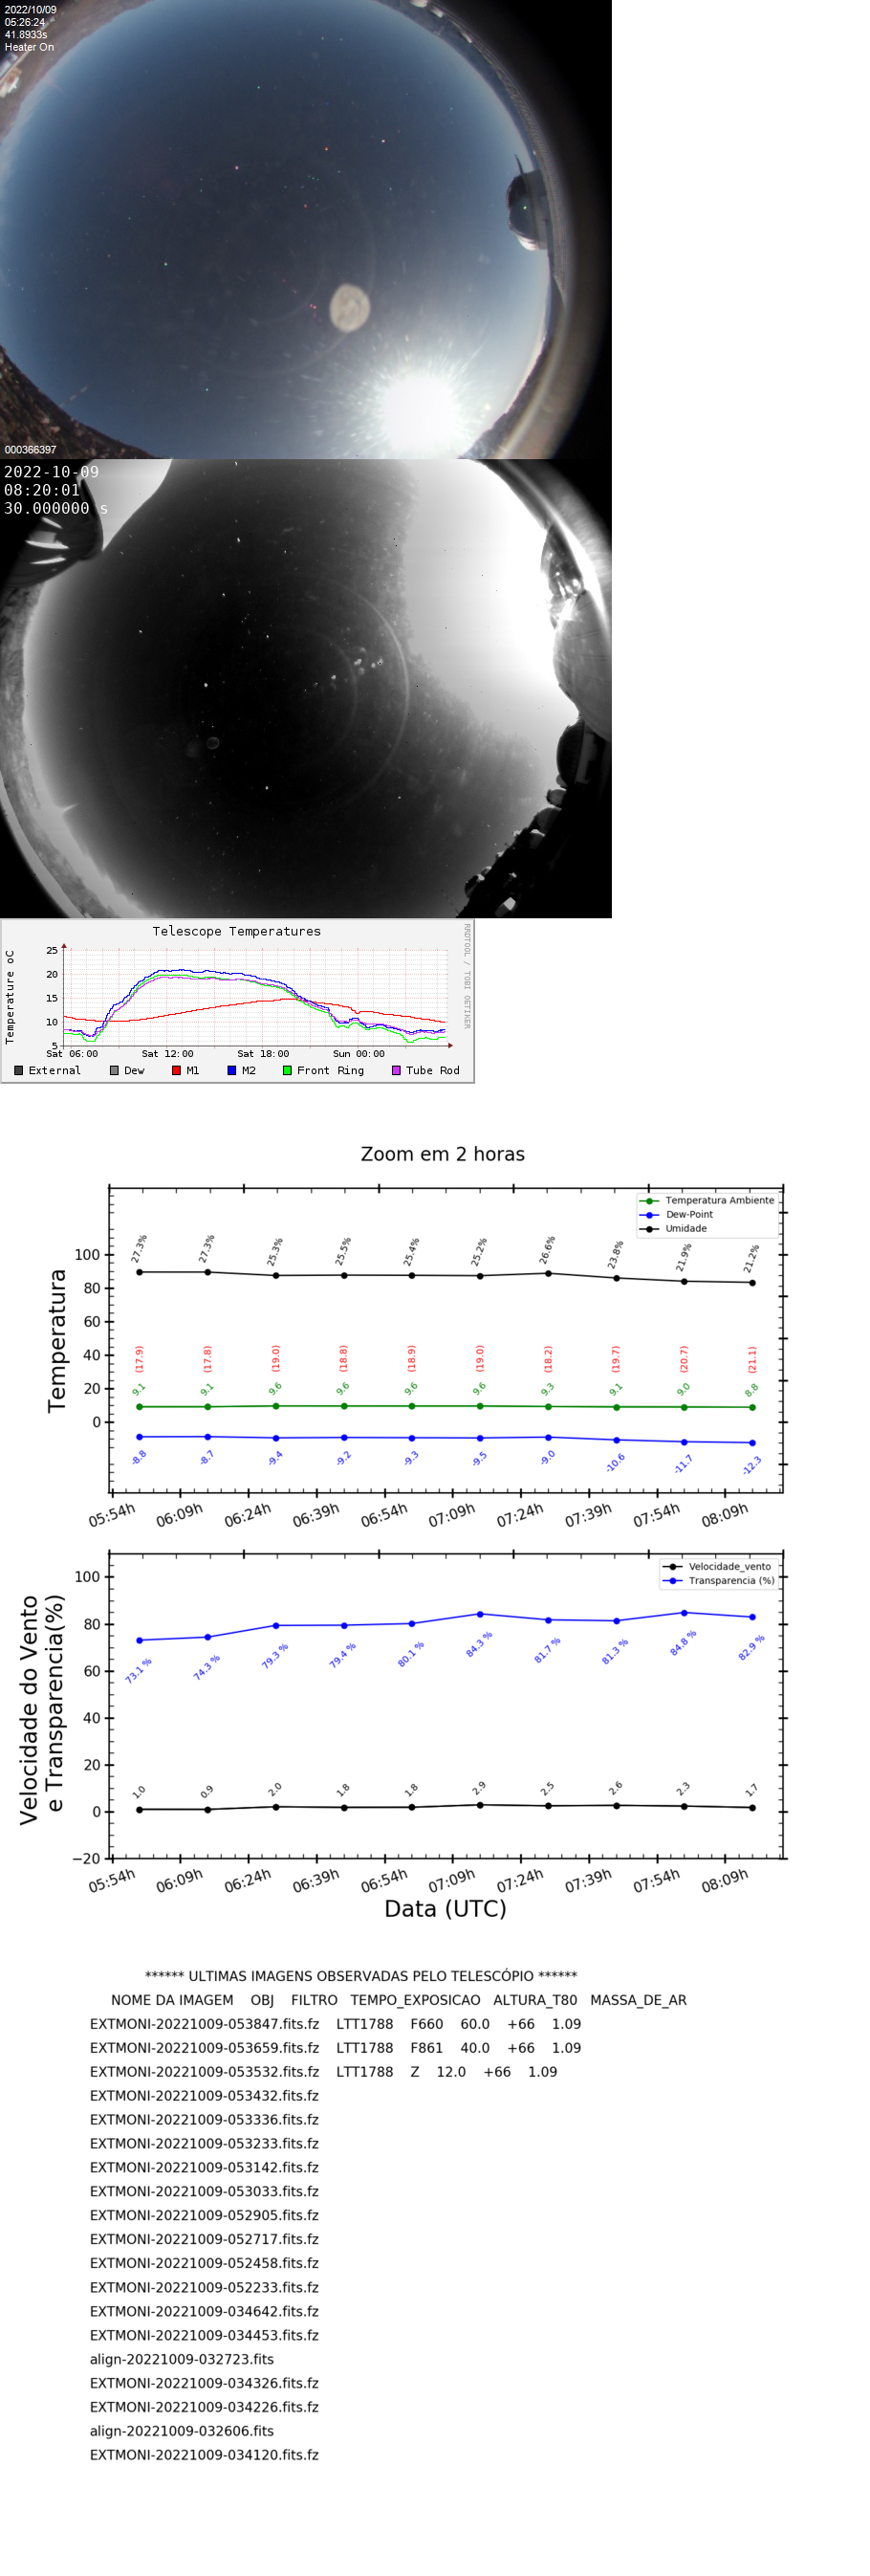 2022/10/09
05:26:24
41.8933s
Heater On
000366397
2022-10-09
08:20:01
30.000000 s
Telescope Temperatures
RRDTOOL / TOBI OETIKER
Temperature oC
25
20
15
10
5
Sat 06:00 Sat 12:00 Sat 18:00 Sun 00:00
External Dew M1 M2 Front Ring Tube Rod
Zoom em 2 horas
Temperatura Ambiente
Dew-Point
Umidade
Temperatura
100
80
60
40
20
0
27.3% 27.3% 25.3% 25.5% 25.4% 25.2% 26.6% 23.8% 21.9% 21.2%
(17.9) (17.8) (19.0) (18.8) (18.9) (19.0) (18.2) (19.7) (20.7) (21.1)
9.1 9.1 9.6 9.6 9.6 9.6 9.3 9.1 9.0 8.8
-8.8 -8.7 -9.4 -9.2 -9.3 -9.5 -9.0 -10.6 -11.7 -12.3
05:54h 06:09h 06:24h 06:39h 06:54h 07:09h 07:24h 07:39h 07:54h 08:09h
Velocidade_vento
Transparencia (%)
Velocidade do Vento
e Transparencia(%)
100
80
60
40
20
0
−20
73.1 % 74.3 % 79.3 % 79.4 % 80.1 % 84.3 % 81.7 % 81.3 % 84.8 % 82.9 %
1.0 0.9 2.0 1.8 1.8 2.9 2.5 2.6 2.3 1.7
05:54h 06:09h 06:24h 06:39h 06:54h 07:09h 07:24h 07:39h 07:54h 08:09h
Data (UTC)
****** ULTIMAS IMAGENS OBSERVADAS PELO TELESCÓPIO ******
NOME DA IMAGEM OBJ FILTRO TEMPO_EXPOSICAO ALTURA_T80 MASSA_DE_AR
EXTMONI-20221009-053847.fits.fz LTT1788 F660 60.0 +66 1.09
EXTMONI-20221009-053659.fits.fz LTT1788 F861 40.0 +66 1.09
EXTMONI-20221009-053532.fits.fz LTT1788 Z 12.0 +66 1.09
EXTMONI-20221009-053432.fits.fz
EXTMONI-20221009-053336.fits.fz
EXTMONI-20221009-053233.fits.fz
EXTMONI-20221009-053142.fits.fz
EXTMONI-20221009-053033.fits.fz
EXTMONI-20221009-052905.fits.fz
EXTMONI-20221009-052717.fits.fz
EXTMONI-20221009-052458.fits.fz
EXTMONI-20221009-052233.fits.fz
EXTMONI-20221009-034642.fits.fz
EXTMONI-20221009-034453.fits.fz
align-20221009-032723.fits
EXTMONI-20221009-034326.fits.fz
EXTMONI-20221009-034226.fits.fz
align-20221009-032606.fits
EXTMONI-20221009-034120.fits.fz